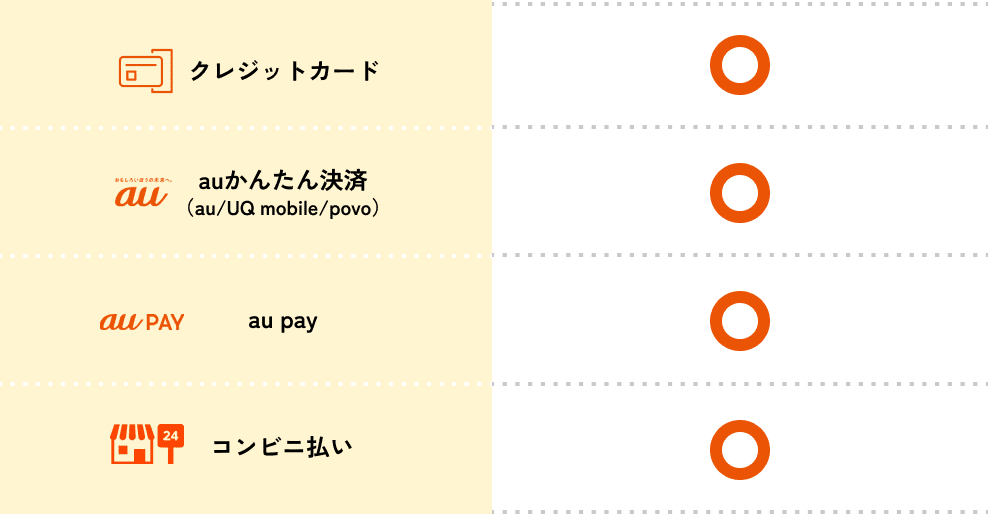 クレジットカード
おもしろいほうの未来へ。
au
auかんたん決済
（au/UQ mobile/povo）
au PAY
au pay
24
コンビニ払い